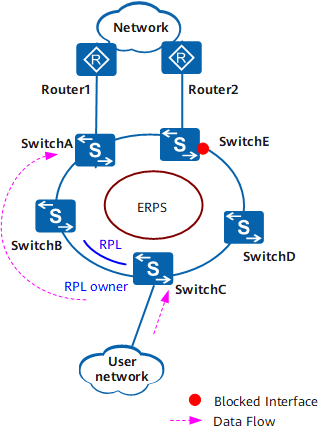 Network
R
R
Router1
Router2
SwitchA
SwitchE
S
S
ERPS
S
S
SwitchB
SwitchD
RPL
S
RPL owner
SwitchC
User
network
Blocked Interface
Data Flow